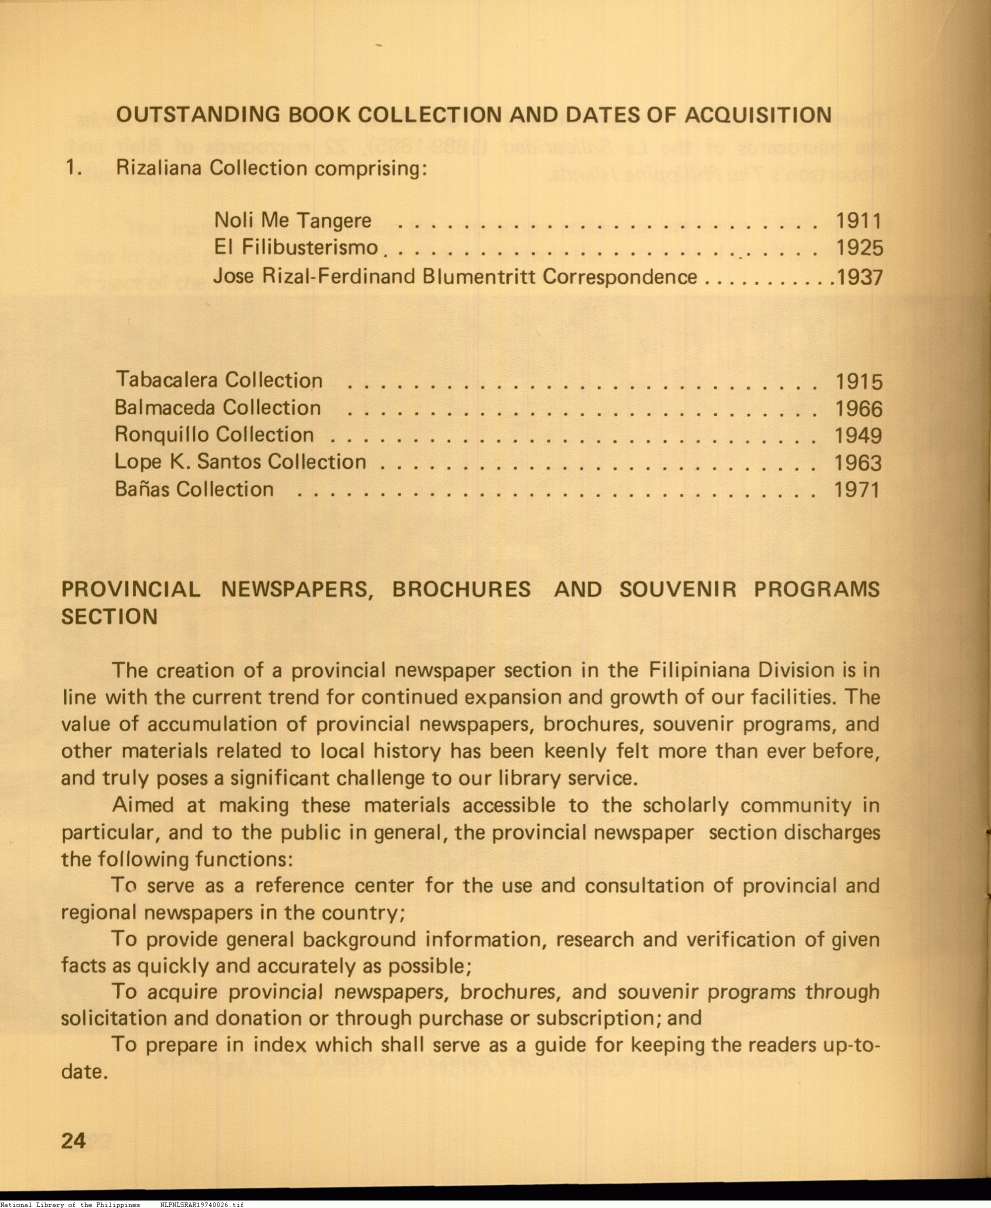 OUTSTANDING BOOK COLLECTION AND DATES OF ACQUISITION
1. Rizaliana Collection comprising:
Noli Me Tangere . . . . . . . . . . . . . . . . . . . . . . . . . . 1911
El Filibusterismo . . . . . . . . . . . . . . . . . . . . . . . . . . . 1925
Jose Rizal-Ferdinand Blumentritt Correspondence . . . . . . . . . . .1937
Tabacalera Collection . . . . . . . . . . . . . . . . . . . . . . . . . . . . . 1915
Balmaceda Collection . . . . . . . . . . . . . . . . . . . . . . . . . . . . . 1966
Ronquillo Collection . . . . . . . . . . . . . . . . . . . . . . . . . . . . . . 1949
Lope K. Santos Collection . . . . . . . . . . . . . . . . . . . . . . . . . . . 1963
Bañas Collection . . . . . . . . . . . . . . . . . . . . . . . . . . . . . . . . 1971
PROVINCIAL NEWSPAPERS, BROCHURES AND SOUVENIR PROGRAMS
SECTION
The creation of a provincial newspaper section in the Filipiniana Division is in
line with the current trend for continued expansion and growth of our facilities. The
value of accumulation of provincial newspapers, brochures, souvenir programs, and
other materials related to local history has been keenly felt more than ever before,
and truly poses a significant challenge to our library service.
Aimed at making these materials accessible to the scholarly community in
particular, and to the public in general, the provincial newspaper section discharges
the following functions:
To serve as a reference center for the use and consultation of provincial and
regional newspapers in the country;
To provide general background information, research and verification of given
facts as quickly and accurately as possible;
To acquire provincial newspapers, brochures, and souvenir programs through
solicitation and donation or through purchase or subscription; and
To prepare in index which shall serve as a guide for keeping the readers up-to-
date.
24
National Library of the Philippines NLPNLSRAR19740026.tif